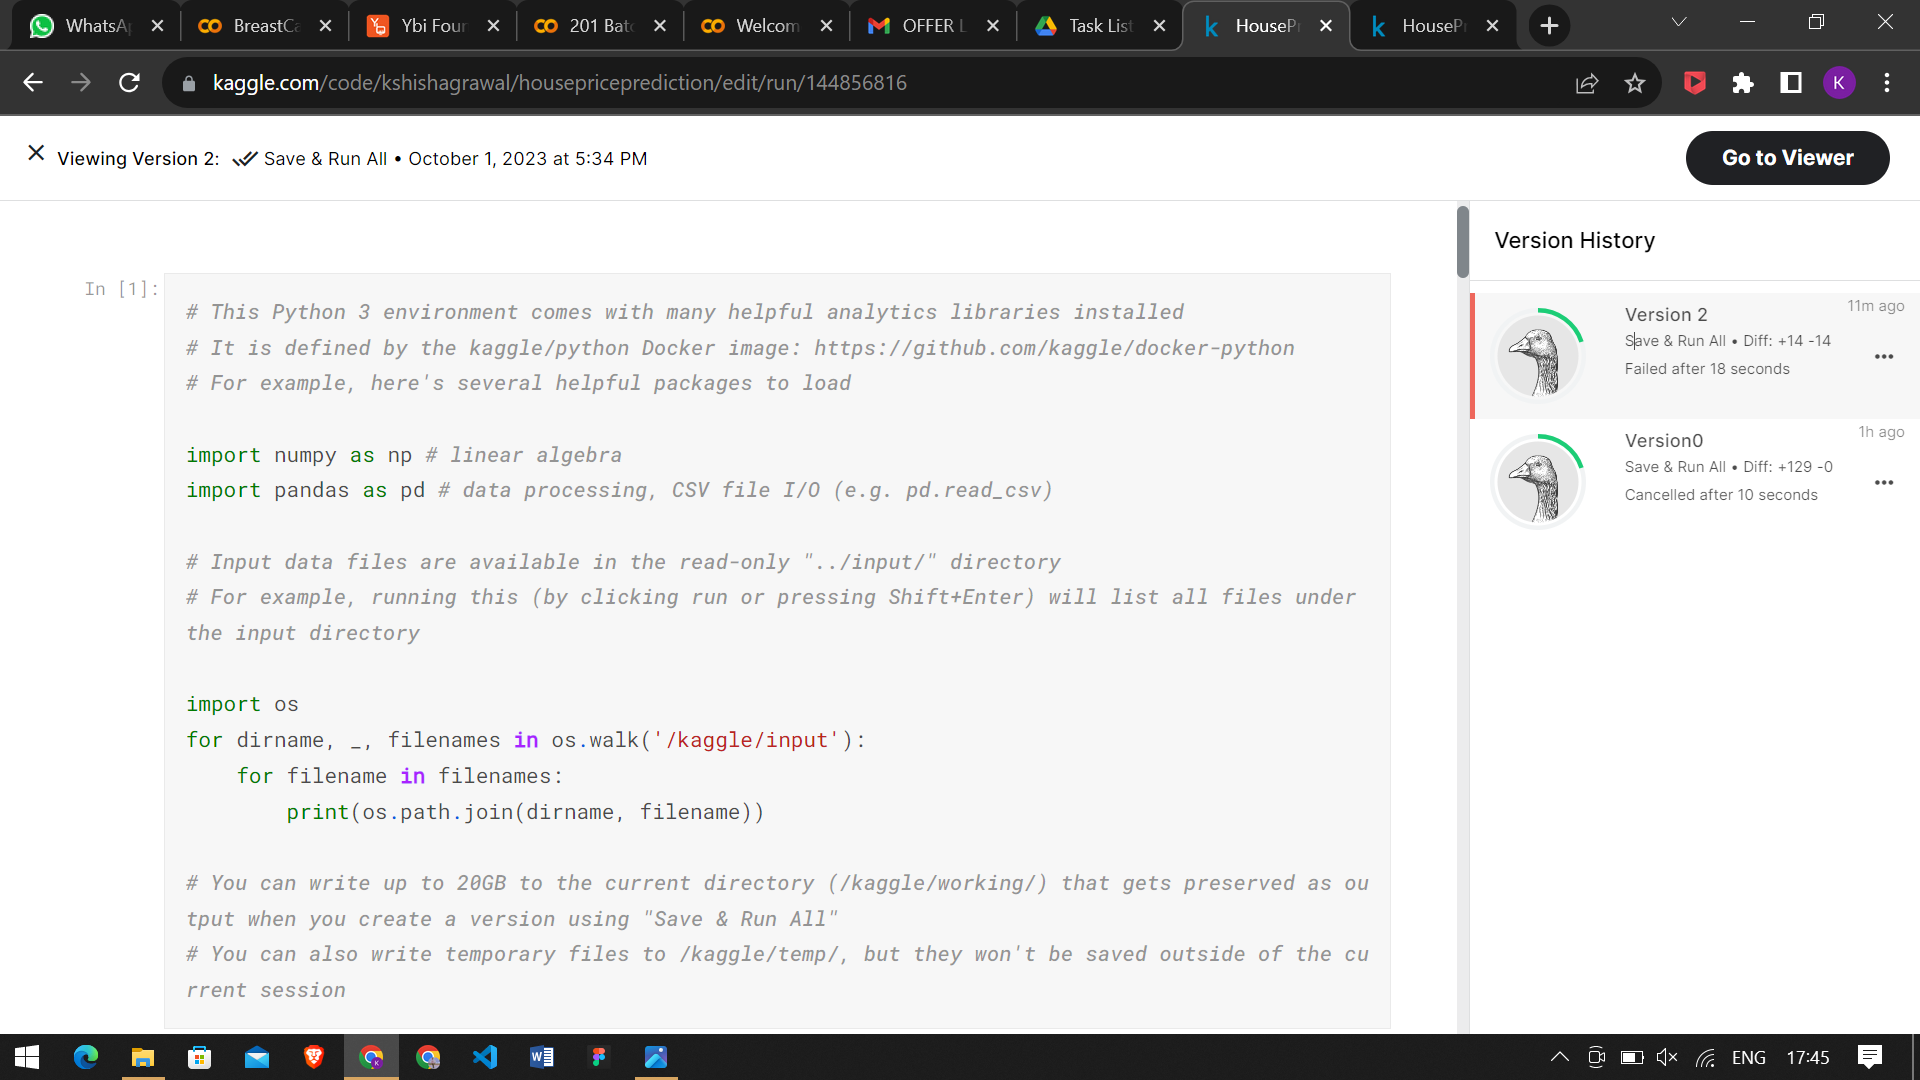 WhatsAp
BreastCa
Ybi Four
201 Batc
Welcom
OFFER L
Task List
HousePr
HousePr
kaggle.com/code/kshishagrawal/housepriceprediction/edit/run/144856816
K
Viewing Version 2: Save & Run All • October 1, 2023 at 5:34 PM
Go to Viewer
In [1]:
# This Python 3 environment comes with many helpful analytics libraries installed
# It is defined by the kaggle/python Docker image: https://github.com/kaggle/docker-python
# For example, here's several helpful packages to load
import numpy as np # linear algebra
import pandas as pd # data processing, CSV file I/O (e.g. pd.read_csv)
# Input data files are available in the read-only "../input/" directory
# For example, running this (by clicking run or pressing Shift+Enter) will list all files under
the input directory
import os
for dirname, _, filenames in os.walk('/kaggle/input'):
    for filename in filenames:
        print(os.path.join(dirname, filename))
# You can write up to 20GB to the current directory (/kaggle/working/) that gets preserved as ou
tput when you create a version using "Save & Run All"
# You can also write temporary files to /kaggle/temp/, but they won't be saved outside of the cu
rrent session
Version History
Version 2
11m ago
Save & Run All • Diff: +14 -14
Failed after 18 seconds
Version0
1h ago
Save & Run All • Diff: +129 -0
Cancelled after 10 seconds
ENG
17:45